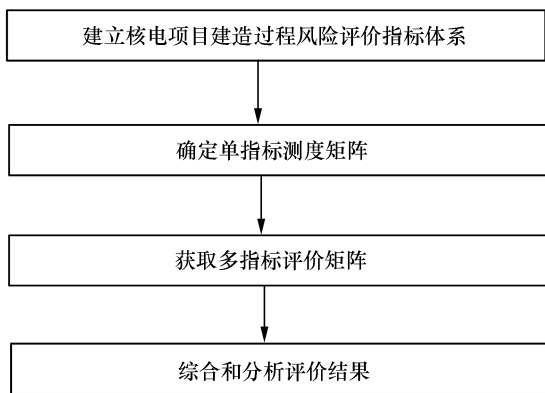 建立核电项目建造过程风险评价指标体系
确定单指标测度矩阵
获取多指标评价矩阵
综合和分析评价结果